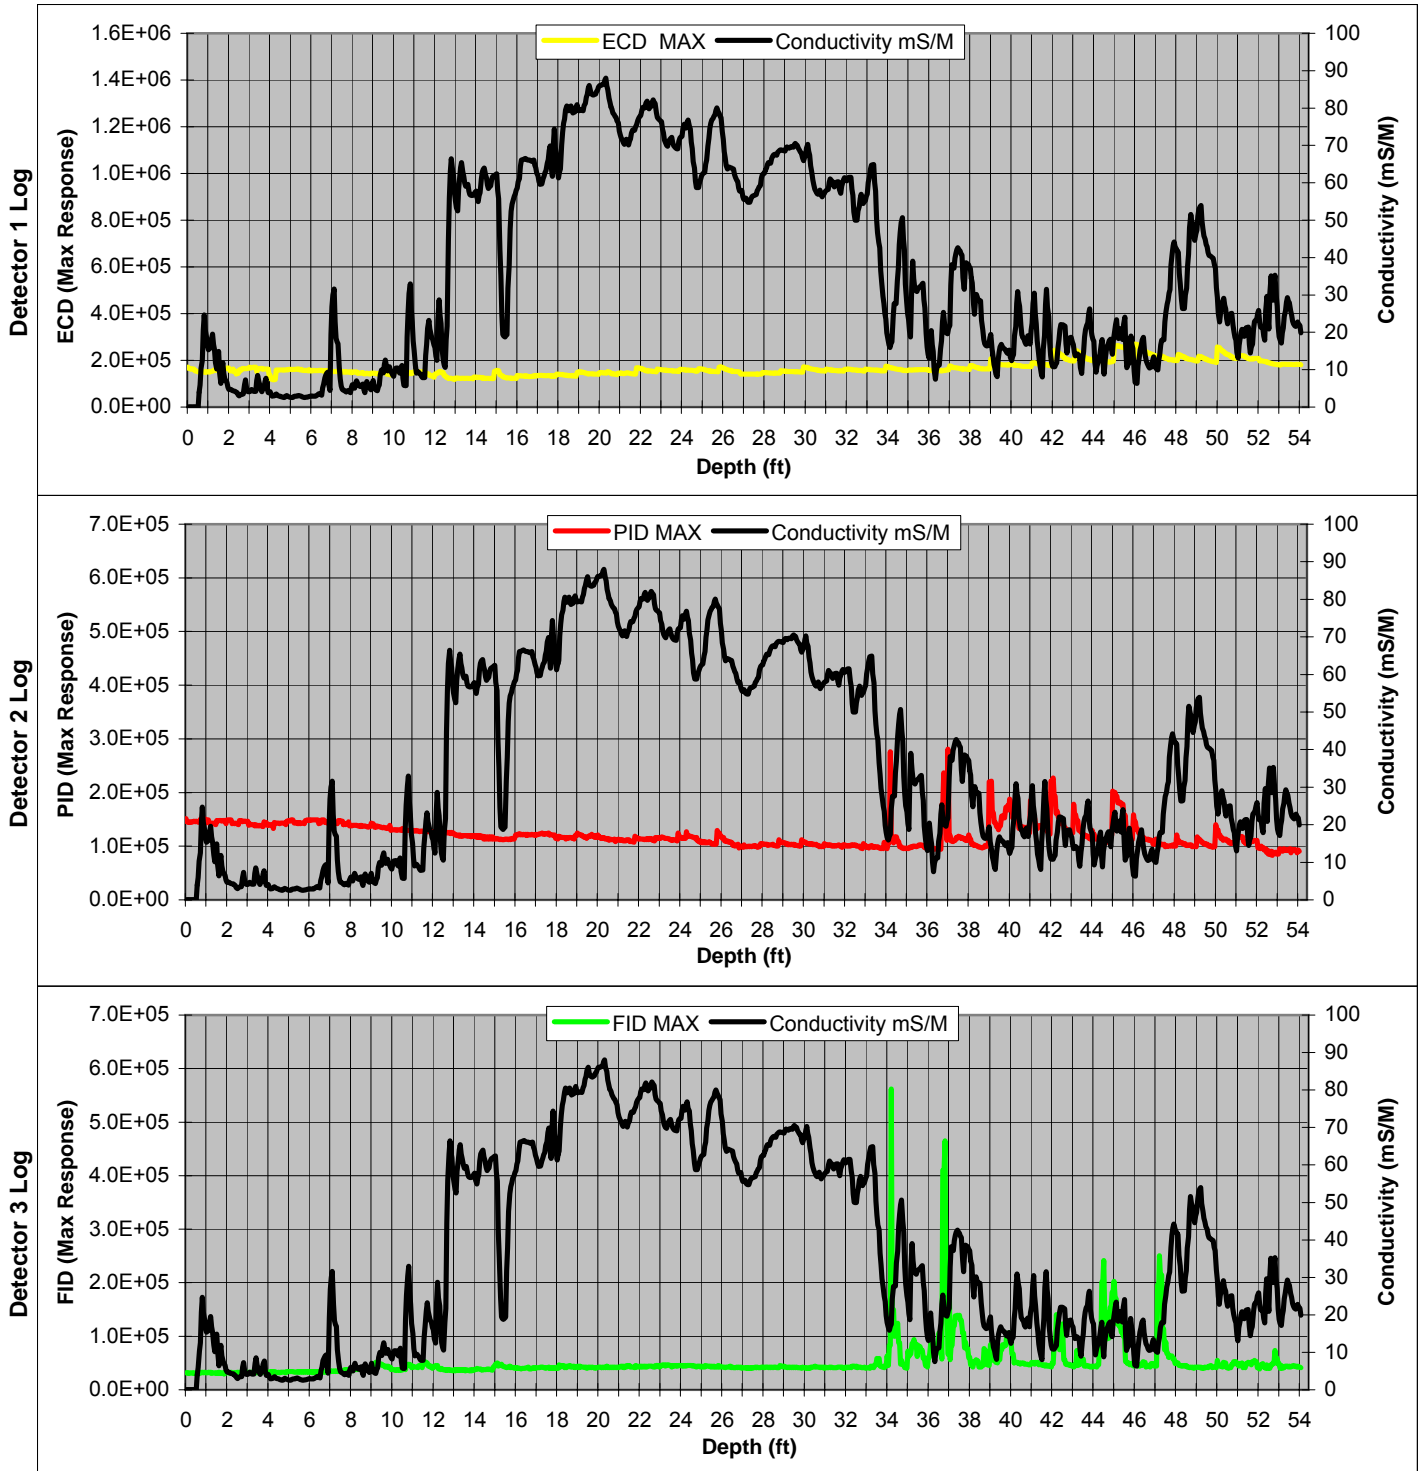 Detector 1 Log
ECD (Max Response)
1.6E+06
1.4E+06
1.2E+06
1.0E+06
8.0E+05
6.0E+05
4.0E+05
2.0E+05
0.0E+00
ECD MAX Conductivity mS/M
100
90
80
70
60
50
40
30
20
10
0
Conductivity (mS/M)
0 2 4 6 8 10 12 14 16 18 20 22 24 26 28 30 32 34 36 38 40 42 44 46 48 50 52 54
Depth (ft)
Detector 2 Log
PID (Max Response)
7.0E+05
6.0E+05
5.0E+05
4.0E+05
3.0E+05
2.0E+05
1.0E+05
0.0E+00
PID MAX Conductivity mS/M
100
90
80
70
60
50
40
30
20
10
0
Conductivity (mS/M)
0 2 4 6 8 10 12 14 16 18 20 22 24 26 28 30 32 34 36 38 40 42 44 46 48 50 52 54
Depth (ft)
Detector 3 Log
FID (Max Response)
7.0E+05
6.0E+05
5.0E+05
4.0E+05
3.0E+05
2.0E+05
1.0E+05
0.0E+00
FID MAX Conductivity mS/M
100
90
80
70
60
50
40
30
20
10
0
Conductivity (mS/M)
0 2 4 6 8 10 12 14 16 18 20 22 24 26 28 30 32 34 36 38 40 42 44 46 48 50 52 54
Depth (ft)